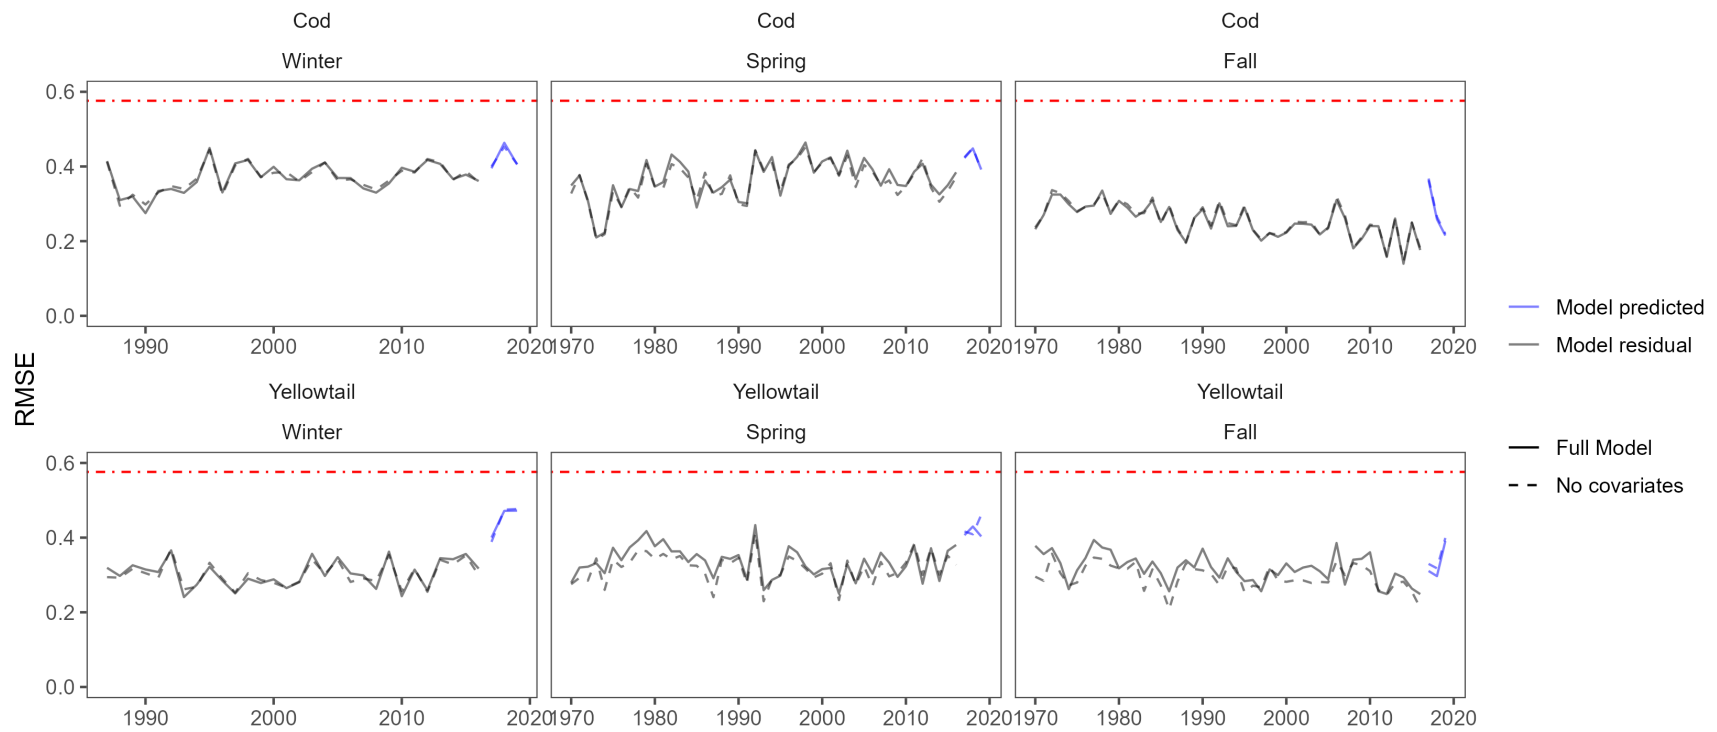 Cod
Cod
Cod
Winter
Spring
Fall
0.6
0.4
0.2
0.0
1990
2000
2010
2020
1970
1980
1990
2000
2010
2020
1970
1980
1990
2000
2010
2020
RMSE
Yellowtail
Yellowtail
Yellowtail
Winter
Spring
Fall
0.6
0.4
0.2
0.0
1990
2000
2010
2020
1970
1980
1990
2000
2010
2020
1970
1980
1990
2000
2010
2020
Model predicted
Model residual
Full Model
No covariates